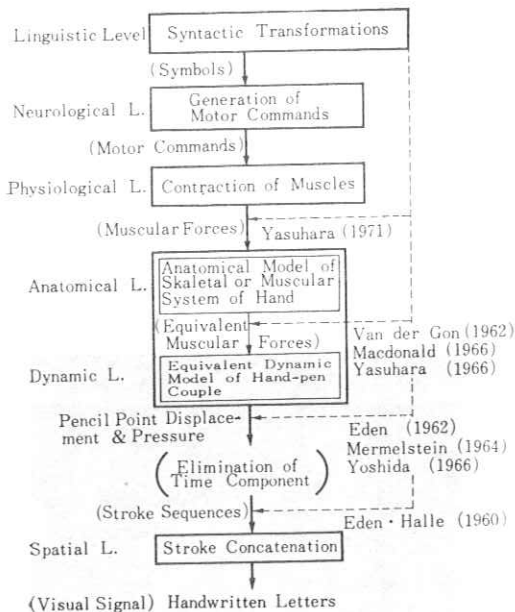 Linguistic Level Syntactic Transformations
(Symbols)
Neurological L. Generation of
Motor Commands
(Motor Commands)
Physiological L. Contraction of Muscles
(Muscular Forces) Yasuhara (1971)
Anatomical Model of
Anatomical L. Skaletal or Muscular
System of Hand
(Equivalent
Muscular Forces)
Van der Gon (1962)
Macdonald (1966)
Yasuhara (1966)
Equivalent Dynamic
Dynamic L. Model of Hand-pen
Couple
Pencil Point Displace-
ment & Pressure
Eden (1962)
Mermelstein (1964)
Yoshida (1966)
(Elimination of
Time Component)
(Stroke Sequences) Eden・Halle (1960)
Spatial L. Stroke Concatenation
(Visual Signal) Handwritten Letters